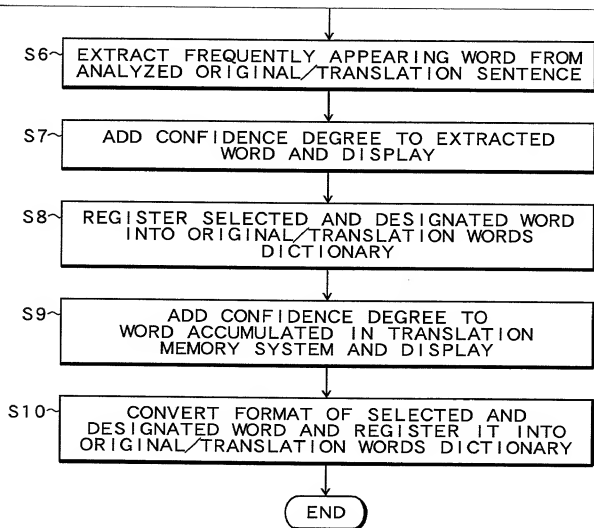 S6~ EXTRACT FREQUENTLY APPEARING WORD FROM
ANALYZED ORIGINAL/TRANSLATION SENTENCE
S7~ ADD CONFIDENCE DEGREE TO EXTRACTED
WORD AND DISPLAY
S8~ REGISTER SELECTED AND DESIGNATED WORD
INTO ORIGINAL/TRANSLATION WORDS
DICTIONARY
S9~ ADD CONFIDENCE DEGREE TO
WORD ACCUMULATED IN TRANSLATION
MEMORY SYSTEM AND DISPLAY
S10~ CONVERT FORMAT OF SELECTED AND
DESIGNATED WORD AND REGISTER IT INTO
ORIGINAL/TRANSLATION WORDS DICTIONARY
END